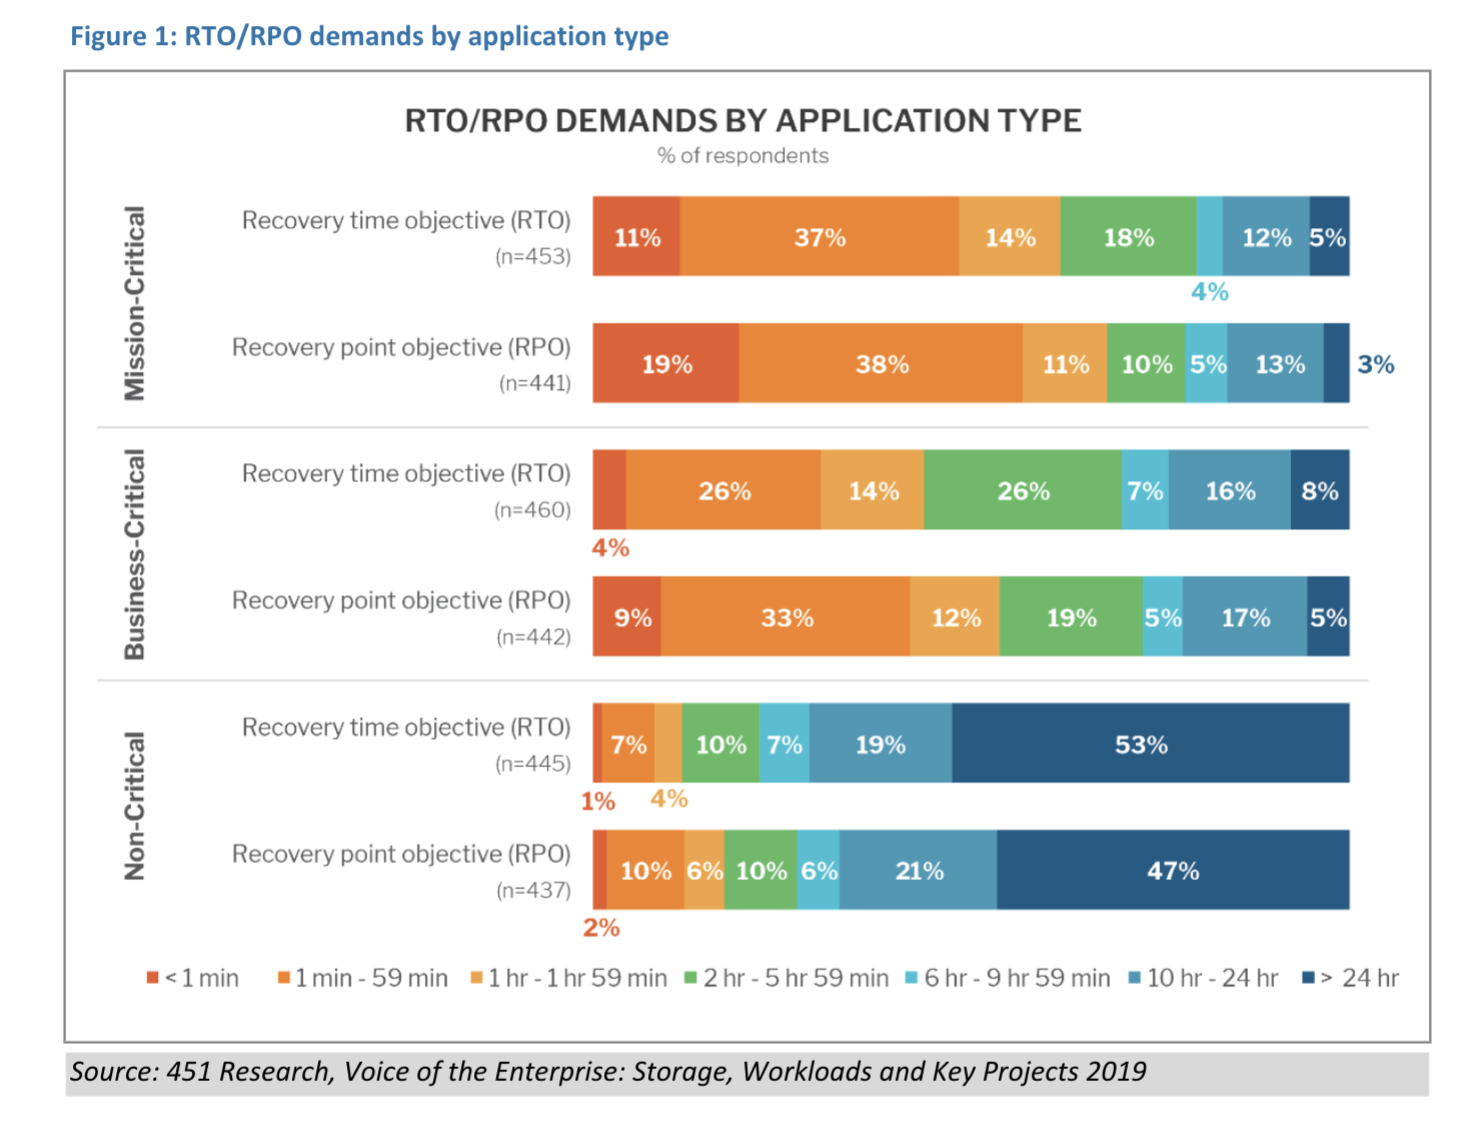 Figure 1: RTO/RPO demands by application type
RTO/RPO DEMANDS BY APPLICATION TYPE
% of respondents
Mission-Critical
Recovery time objective (RTO)
(n=453)
11% 37% 14% 18% 12% 5%
4%
Recovery point objective (RPO)
(n=441)
19% 38% 11% 10% 5% 13% 3%
Business-Critical
Recovery time objective (RTO)
(n=460)
26% 14% 26% 7% 16% 8%
4%
Recovery point objective (RPO)
(n=442)
9% 33% 12% 19% 5% 17% 5%
Non-Critical
Recovery time objective (RTO)
(n=445)
7% 10% 7% 19% 53%
1% 4%
Recovery point objective (RPO)
(n=437)
10% 6% 10% 6% 21% 47%
2%
< 1 min 1 min - 59 min 1 hr - 1 hr 59 min 2 hr - 5 hr 59 min 6 hr - 9 hr 59 min 10 hr - 24 hr > 24 hr
Source: 451 Research, Voice of the Enterprise: Storage, Workloads and Key Projects 2019